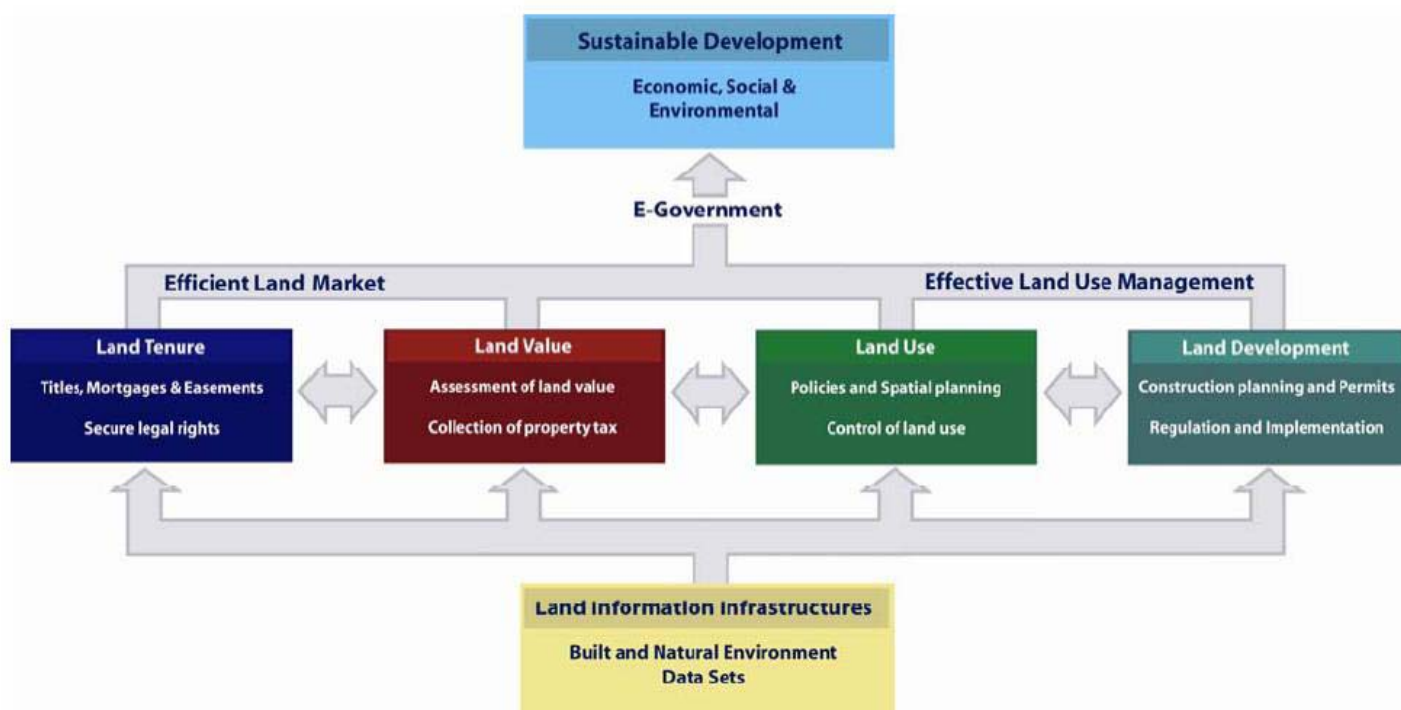 Sustainable Development
Economic, Social &
Environmental
E-Government
Efficient Land Market
Effective Land Use Management
Land Tenure
Titles, Mortgages & Easements
Secure legal rights
Land Value
Assessment of land value
Collection of property tax
Land Use
Policies and Spatial planning
Control of land use
Land Development
Construction planning and Permits
Regulation and Implementation
Land Information Infrastructures
Built and Natural Environment
Data Sets